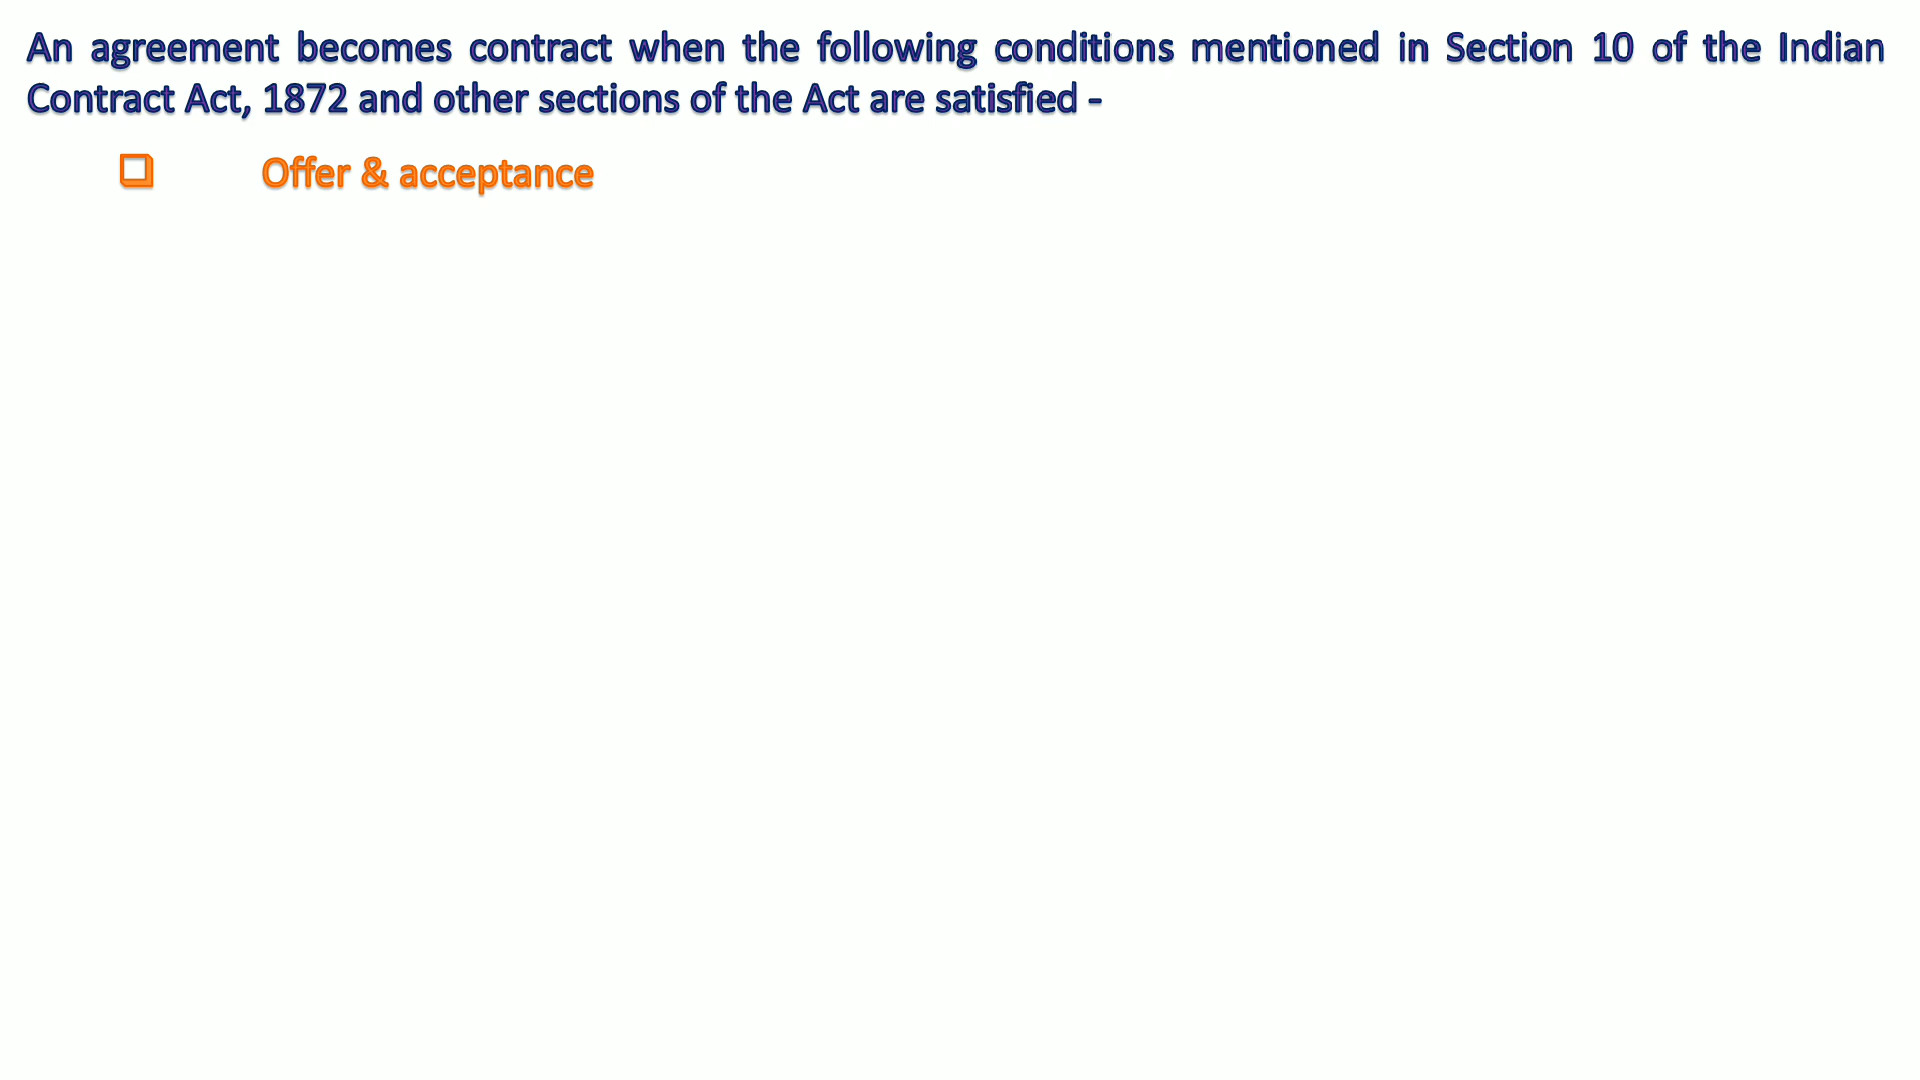 An agreement becomes contract when the following conditions mentioned in Section 10 of the Indian
Contract Act, 1872 and other sections of the Act are satisfied -
❑ Offer & acceptance